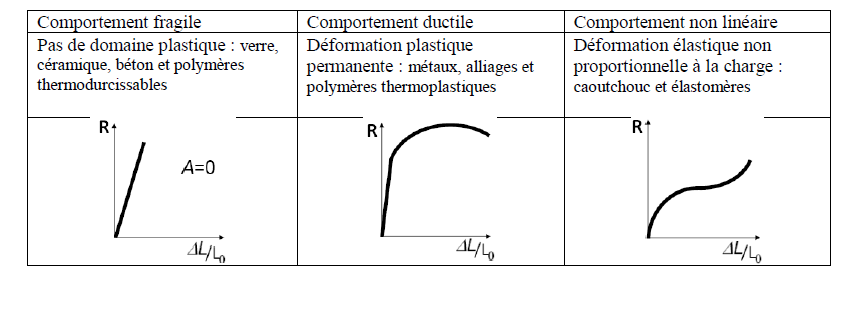 Comportement fragile
Comportement ductile
Comportement non linéaire
Pas de domaine plastique : verre,
céramique, béton et polymères
thermodurcissables
Déformation plastique
permanente : métaux, alliages et
polymères thermoplastiques
Déformation élastique non
proportionnelle à la charge :
caoutchouc et élastomères
R
A=0
ΔL/L₀
R
ΔL/L₀
R
ΔL/L₀